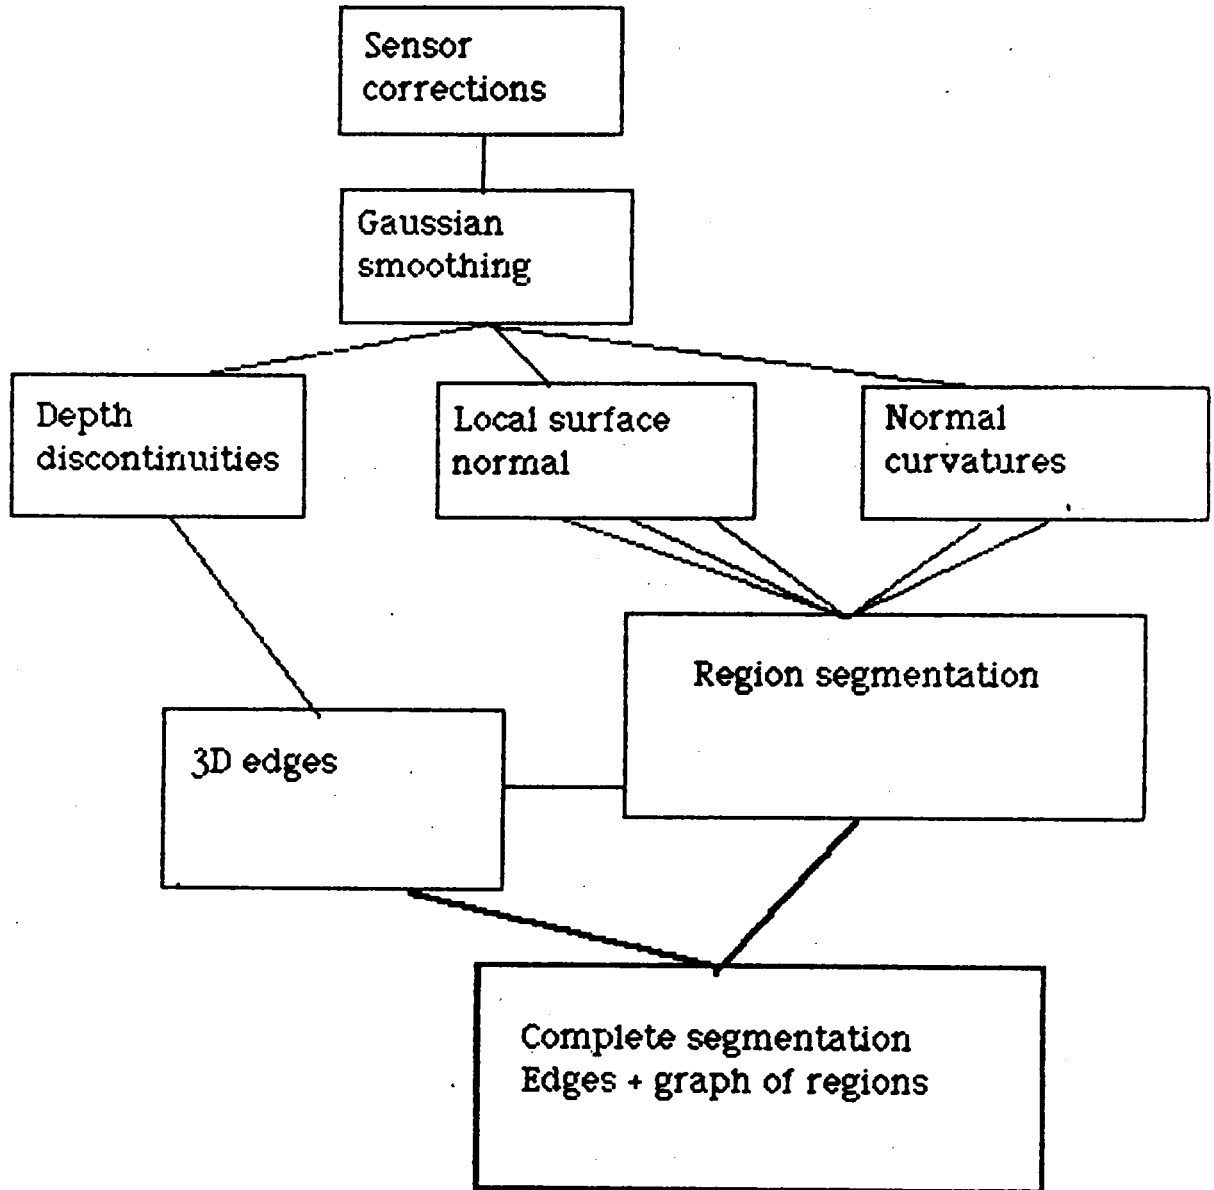 Sensor
corrections
Gaussian
smoothing
Depth
discontinuities
Local surface
normal
Normal
curvatures
Region segmentation
3D edges
Complete segmentation
Edges + graph of regions